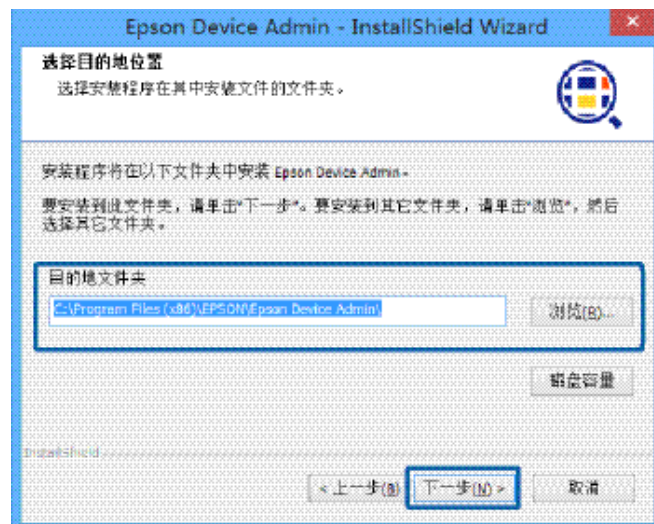 Epson Device Admin - InstallShield Wizard
选择目的地位置
选择安装程序在其中安装文件的文件夹。
安装程序将在以下文件夹中安装 Epson Device Admin。
要安装到此文件夹，请单击“下一步”。要安装到其它文件夹，请单击“浏览”，然后
选择其它文件夹。
目的地文件夹
C:\Program Files (x86)\EPSON\Epson Device Admin\
浏览(R)...
磁盘容量
InstallShield
< 上一步(B)
下一步(N) >
取消